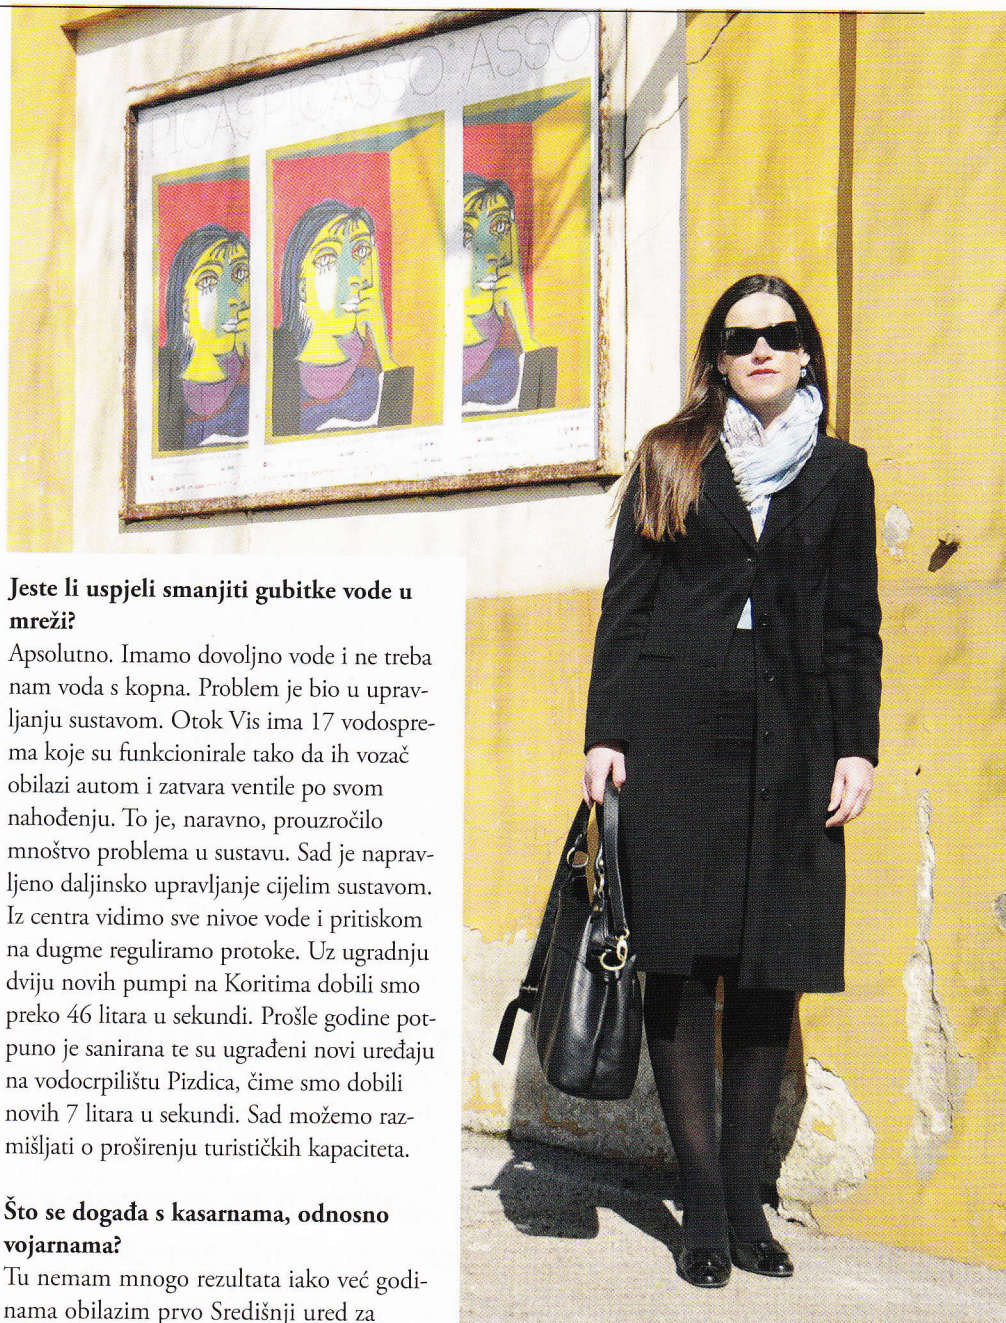 PICAS PICASSO ASSO
Jeste li uspjeli smanjiti gubitke vode u
mreži?
Apsolutno. Imamo dovoljno vode i ne treba
nam voda s kopna. Problem je bio u uprav-
ljanju sustavom. Otok Vis ima 17 vodospre-
ma koje su funkcionirale tako da ih vozač
obilazi autom i zatvara ventile po svom
nahođenju. To je, naravno, prouzročilo
mnoštvo problema u sustavu. Sad je naprav-
ljeno daljinsko upravljanje cijelim sustavom.
Iz centra vidimo sve nivoe vode i pritiskom
na dugme reguliramo protoke. Uz ugradnju
dviju novih pumpi na Koritima dobili smo
preko 46 litara u sekundi. Prošle godine pot-
puno je sanirana te su ugrađeni novi uređaju
na vodocrpilištu Pizdica, čime smo dobili
novih 7 litara u sekundi. Sad možemo raz-
mišljati o proširenju turističkih kapaciteta.
Što se događa s kasarnama, odnosno
vojarnama?
Tu nemam mnogo rezultata iako već godi-
nama obilazim prvo Središnji ured za